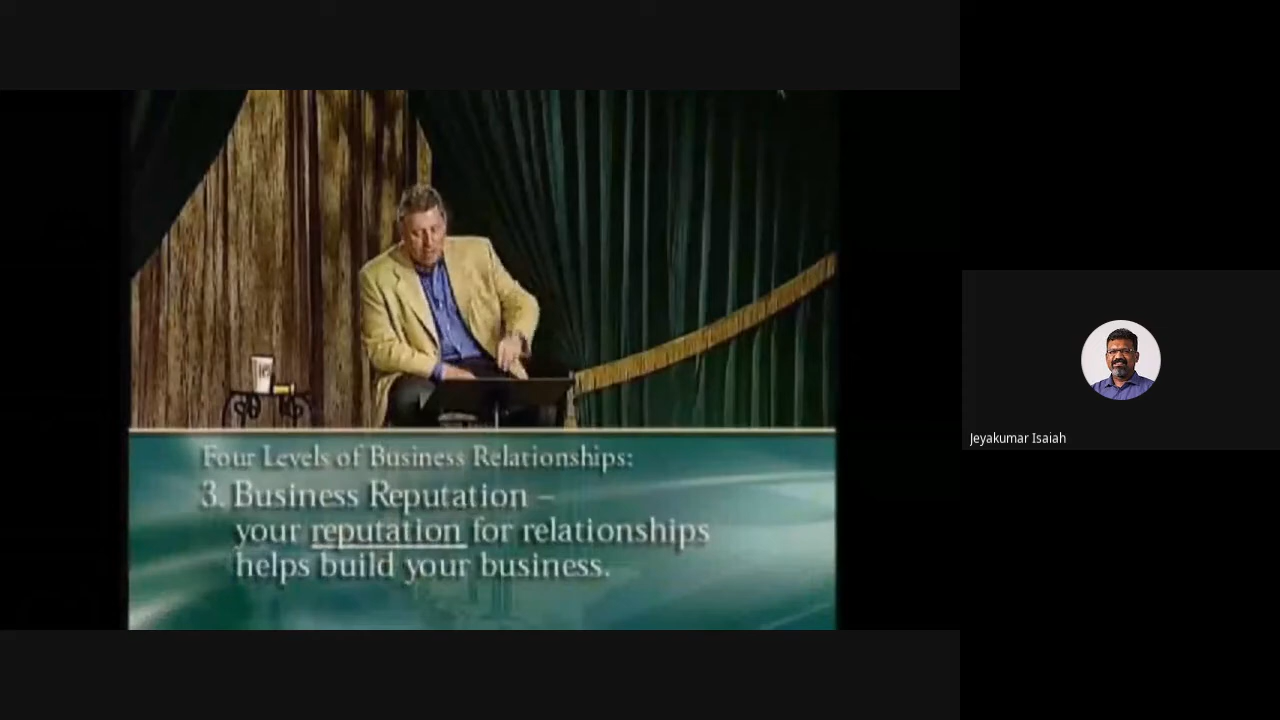 Four Levels of Business Relationships:
3. Business Reputation –
your reputation for relationships
helps build your business.
Jeyakumar Isaiah